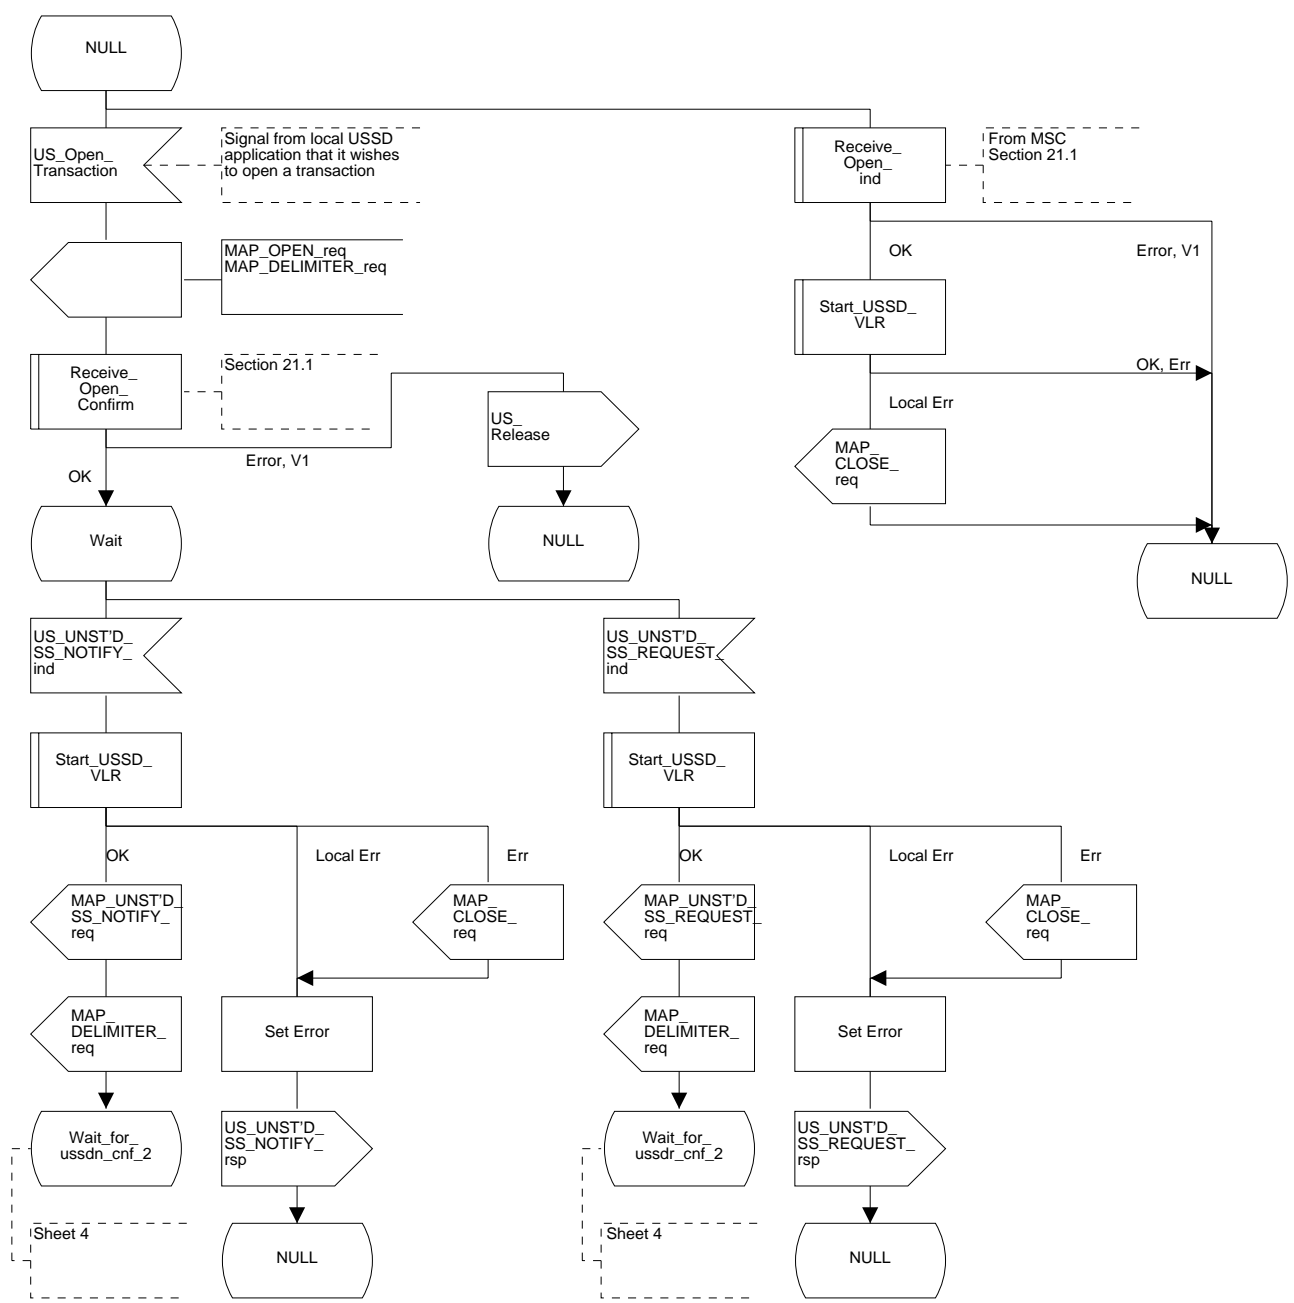 NULL
US_Open_
Transaction
Signal from local USSD
application that it wishes
to open a transaction
Receive_
Open_
ind
From MSC
Section 21.1
MAP_OPEN_req
MAP_DELIMITER_req
OK
Error, V1
Start_USSD_
VLR
Receive_
Open_
Confirm
Section 21.1
OK, Err
Local Err
US_
Release
MAP_
CLOSE_
req
Error, V1
OK
Wait
NULL
NULL
US_UNST'D_
SS_NOTIFY_
ind
US_UNST'D_
SS_REQUEST_
ind
Start_USSD_
VLR
Start_USSD_
VLR
OK
Local Err
Err
OK
Local Err
Err
MAP_UNST'D_
SS_NOTIFY_
req
MAP_
CLOSE_
req
MAP_UNST'D_
SS_REQUEST_
req
MAP_
CLOSE_
req
MAP_
DELIMITER_
req
Set Error
MAP_
DELIMITER_
req
Set Error
Wait_for_
ussdn_cnf_2
US_UNST'D_
SS_NOTIFY_
rsp
Wait_for_
ussdr_cnf_2
US_UNST'D_
SS_REQUEST_
rsp
Sheet 4
NULL
Sheet 4
NULL